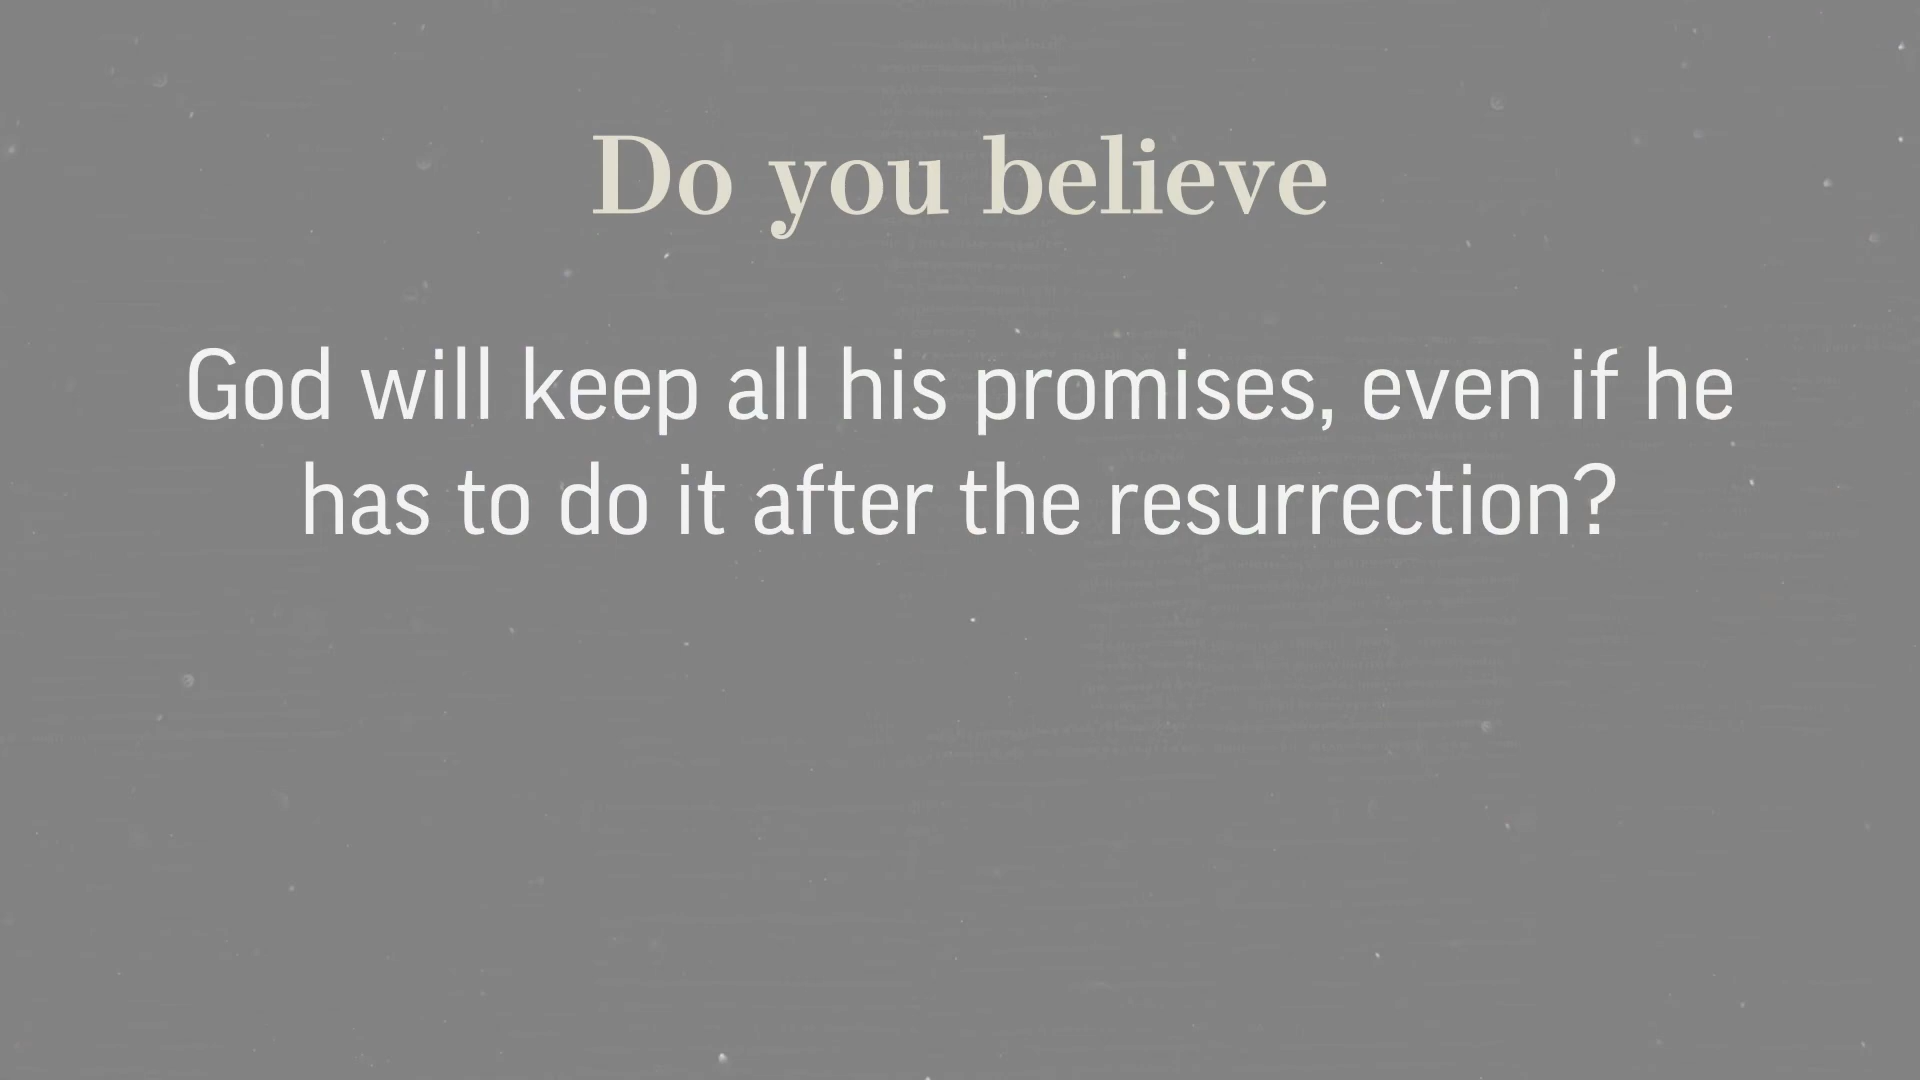 Do you believe
God will keep all his promises, even if he
has to do it after the resurrection?